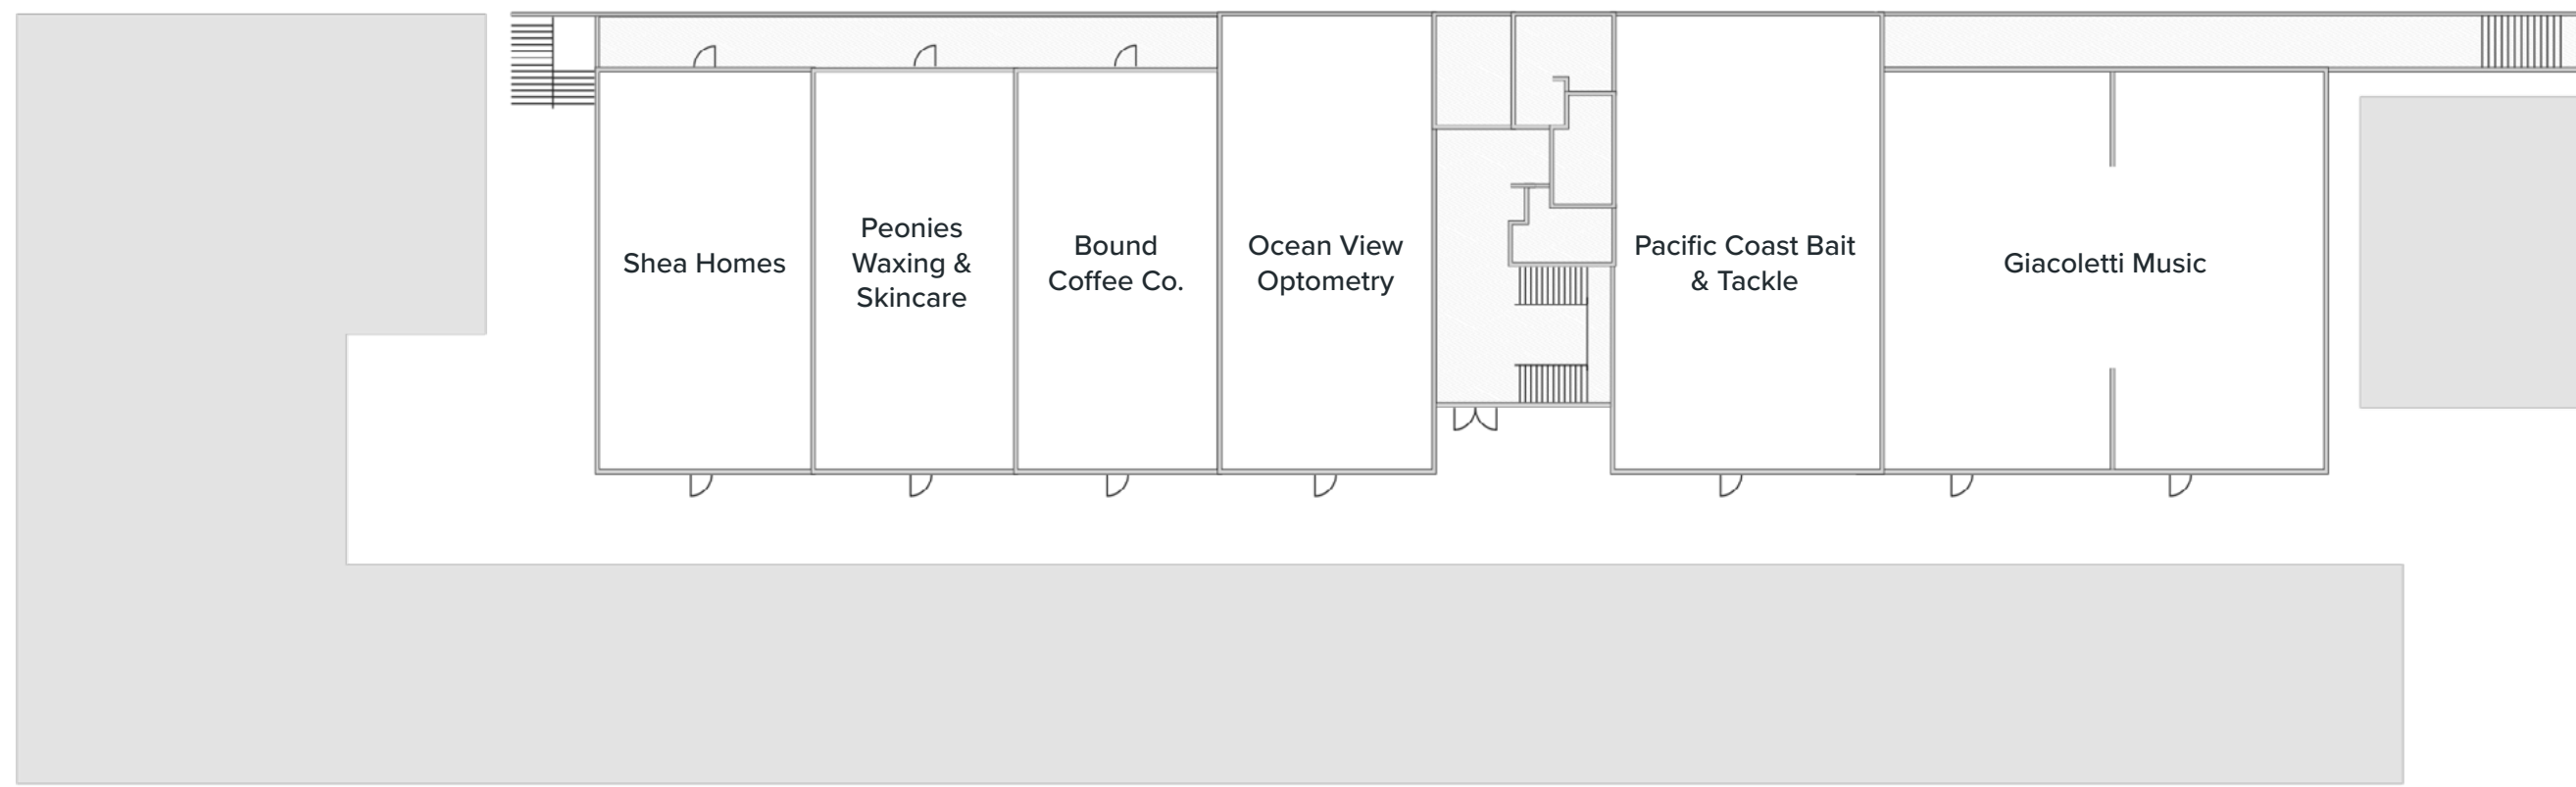 Shea Homes
Peonies
Waxing &
Skincare
Bound
Coffee Co.
Ocean View
Optometry
Pacific Coast Bait
& Tackle
Giacoletti Music